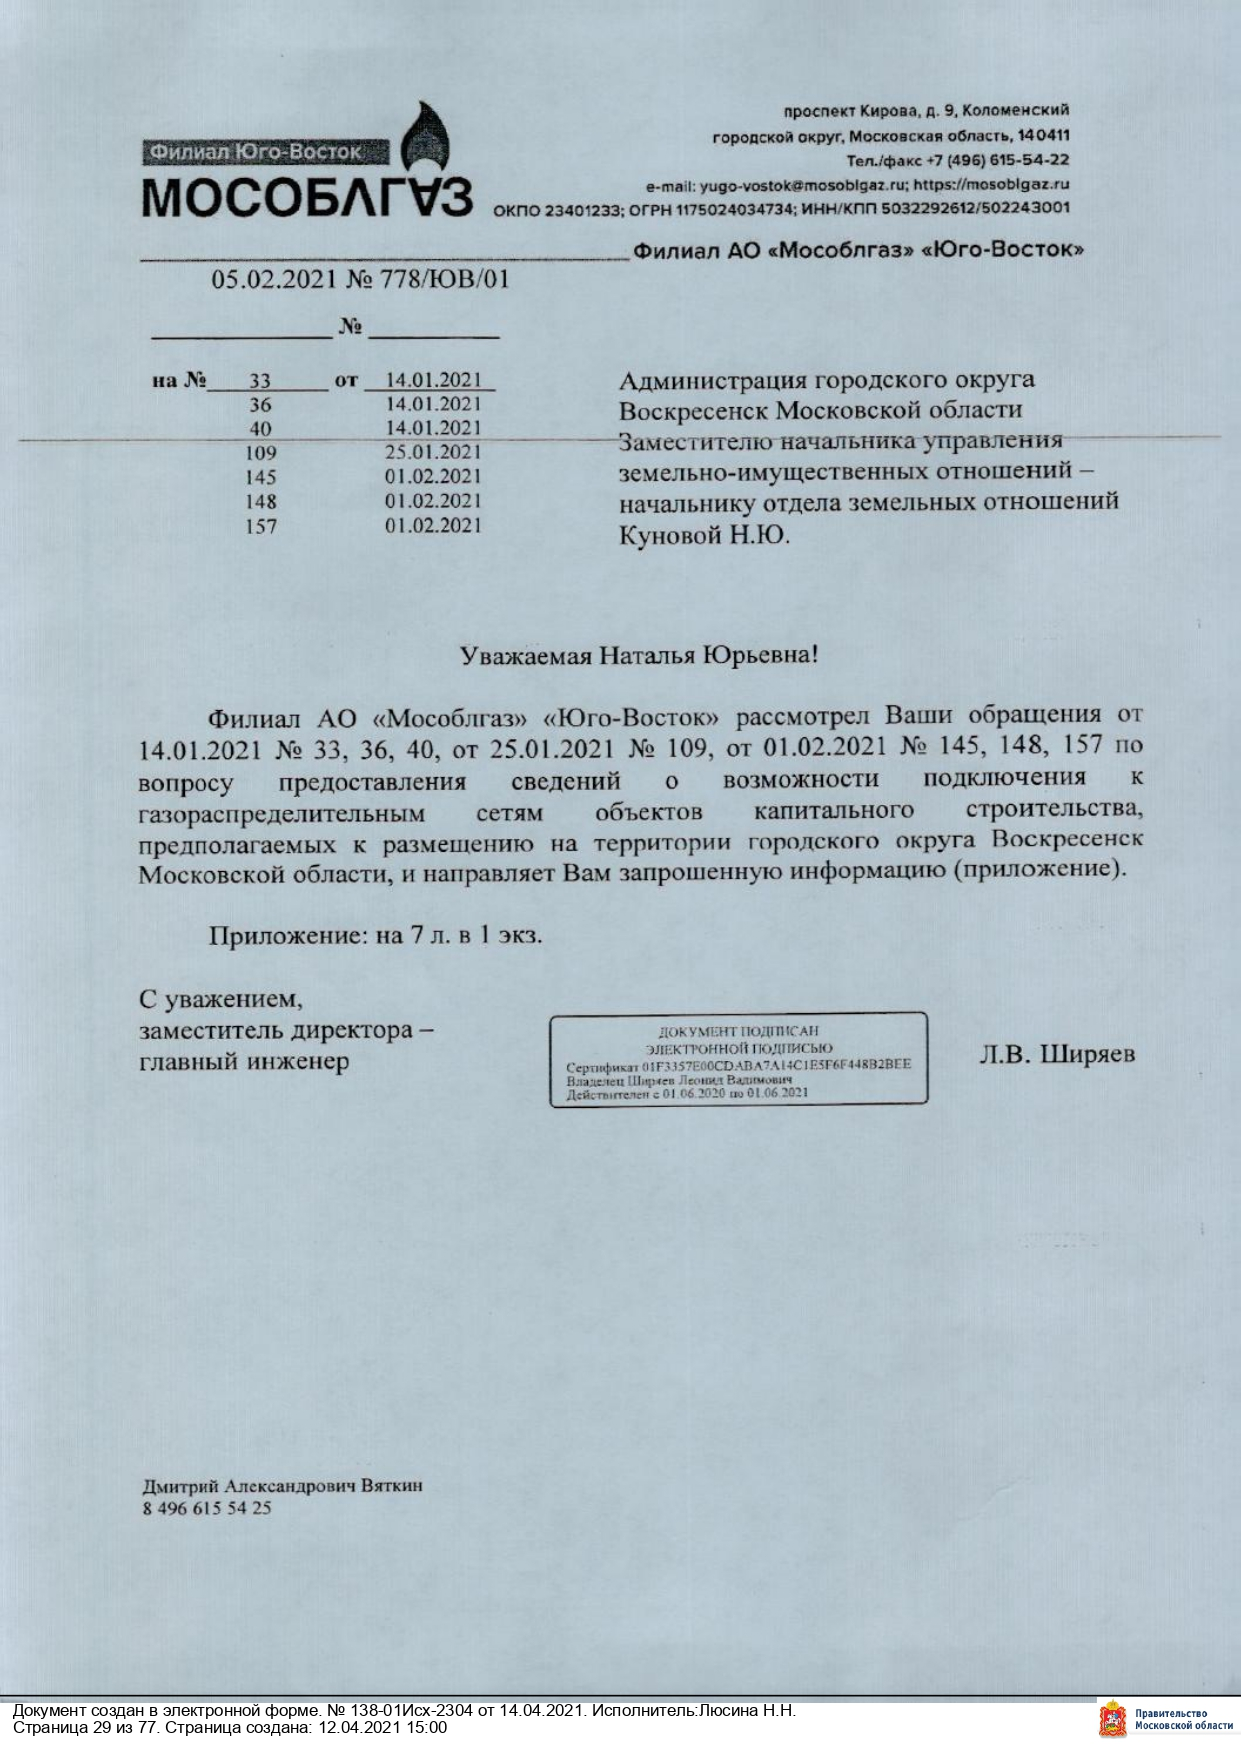 Филиал Юго-Восток
МОСОБЛГАЗ
проспект Кирова, д. 9, Коломенский
городской округ, Московская область, 140411
Тел./факс +7 (496) 615-54-22
e-mail: yugo-vostok@mosoblgaz.ru; https://mosoblgaz.ru
ОКПО 23401233; ОГРН 1175024034734; ИНН/КПП 5032292612/502243001
Филиал АО «Мособлгаз» «Юго-Восток»
05.02.2021 № 778/ЮВ/01
№
на № 33 от 14.01.2021
36 14.01.2021
40 14.01.2021
109 25.01.2021
145 01.02.2021
148 01.02.2021
157 01.02.2021
Администрация городского округа
Воскресенск Московской области
Заместителю начальника управления
земельно-имущественных отношений –
начальнику отдела земельных отношений
Куновой Н.Ю.
Уважаемая Наталья Юрьевна!
Филиал АО «Мособлгаз» «Юго-Восток» рассмотрел Ваши обращения от
14.01.2021 № 33, 36, 40, от 25.01.2021 № 109, от 01.02.2021 № 145, 148, 157 по
вопросу предоставления сведений о возможности подключения к
газораспределительным сетям объектов капитального строительства,
предполагаемых к размещению на территории городского округа Воскресенск
Московской области, и направляет Вам запрошенную информацию (приложение).
Приложение: на 7 л. в 1 экз.
С уважением,
заместитель директора –
главный инженер
ДОКУМЕНТ ПОДПИСАН
ЭЛЕКТРОННОЙ ПОДПИСЬЮ
Сертификат 01F3357E00CDABA7A14C1E5F6F448B2BEE
Владелец Ширяев Леонид Вадимович
Действителен с 01.06.2020 по 01.06.2021
Л.В. Ширяев
Дмитрий Александрович Вяткин
8 496 615 54 25
Документ создан в электронной форме. № 138-01Исх-2304 от 14.04.2021. Исполнитель:Люсина Н.Н.
Страница 29 из 77. Страница создана: 12.04.2021 15:00
Правительство
Московской области